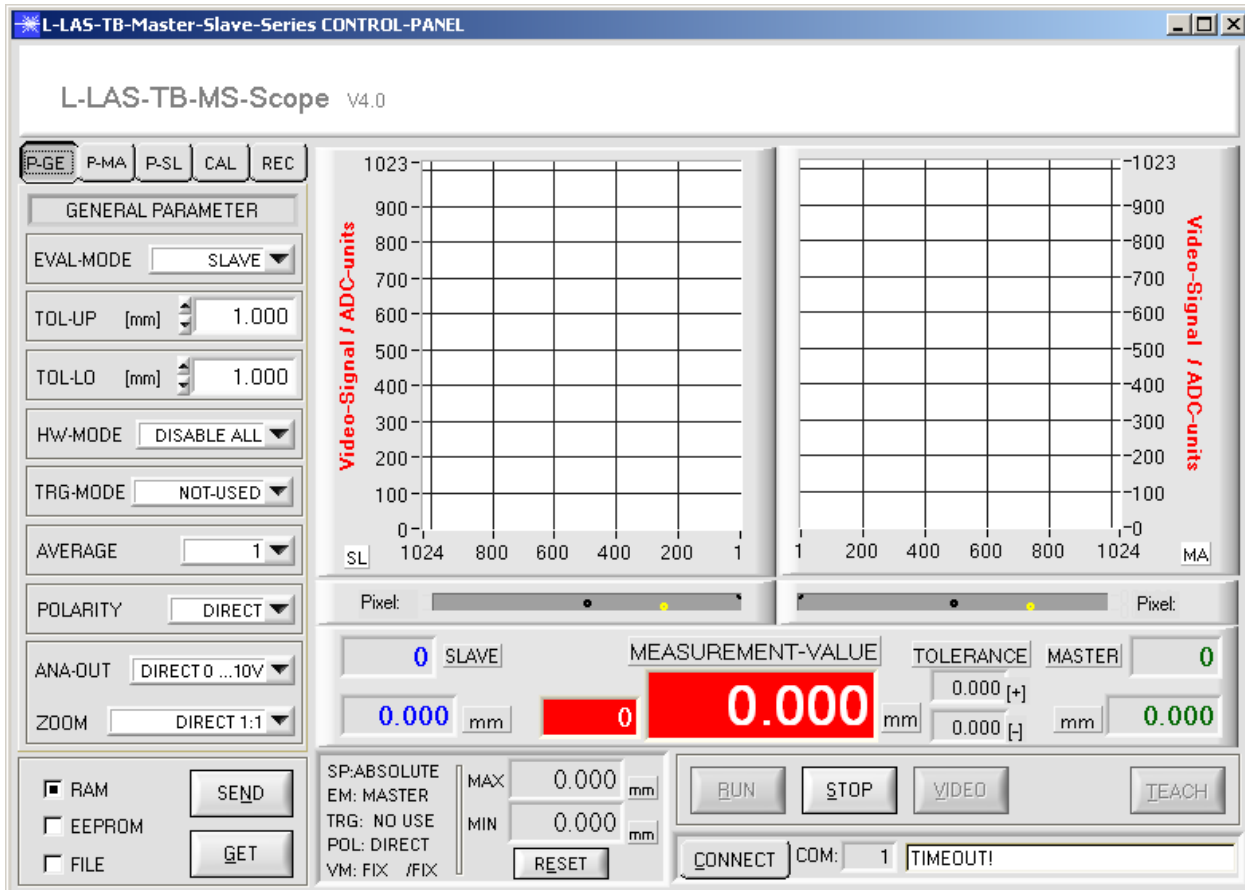 L-LAS-TB-Master-Slave-Series CONTROL-PANEL
L-LAS-TB-MS-Scope V4.0
P-GE P-MA P-SL CAL REC
GENERAL PARAMETER
EVAL-MODE SLAVE
TOL-UP [mm] 1.000
TOL-LO [mm] 1.000
HW-MODE DISABLE ALL
TRG-MODE NOT-USED
AVERAGE 1
POLARITY DIRECT
ANA-OUT DIRECT 0 ...10V
ZOOM DIRECT 1:1
RAM
EEPROM
FILE
SEND
GET
Video-Signal / ADC-units
1023
900
800
700
600
500
400
300
200
100
0
1024 800 600 400 200 1
SL
Video-Signal / ADC-units
1023
900
800
700
600
500
400
300
200
100
0
1 200 400 600 800 1024
MA
Pixel:
Pixel:
0 SLAVE
0.000 mm
MEASUREMENT-VALUE
0
0.000 mm
TOLERANCE
0.000 [+]
0.000 [-]
MASTER 0
mm 0.000
SP:ABSOLUTE
EM: MASTER
TRG: NO USE
POL: DIRECT
VM: FIX /FIX
MAX 0.000 mm
MIN 0.000 mm
RESET
RUN STOP VIDEO TEACH
CONNECT COM: 1 TIMEOUT!